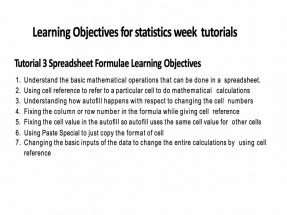 Learning Objectives for statistics week tutorials
Tutorial 3 Spreadsheet Formulae Learning Objectives
1. Understand the basic mathematical operations that can be done in a spreadsheet.
2. Using cell reference to refer to a particular cell to do mathematical calculations
3. Understanding how autofill happens with respect to changing the cell numbers
4. Fixing the column or row number in the formula while giving cell reference
5. Fixing the cell value in the autofill so autofill uses the same cell value for other cells
6. Using Paste Special to just copy the format of cell
7. Changing the basic inputs of the data to change the entire calculations by using cell
reference